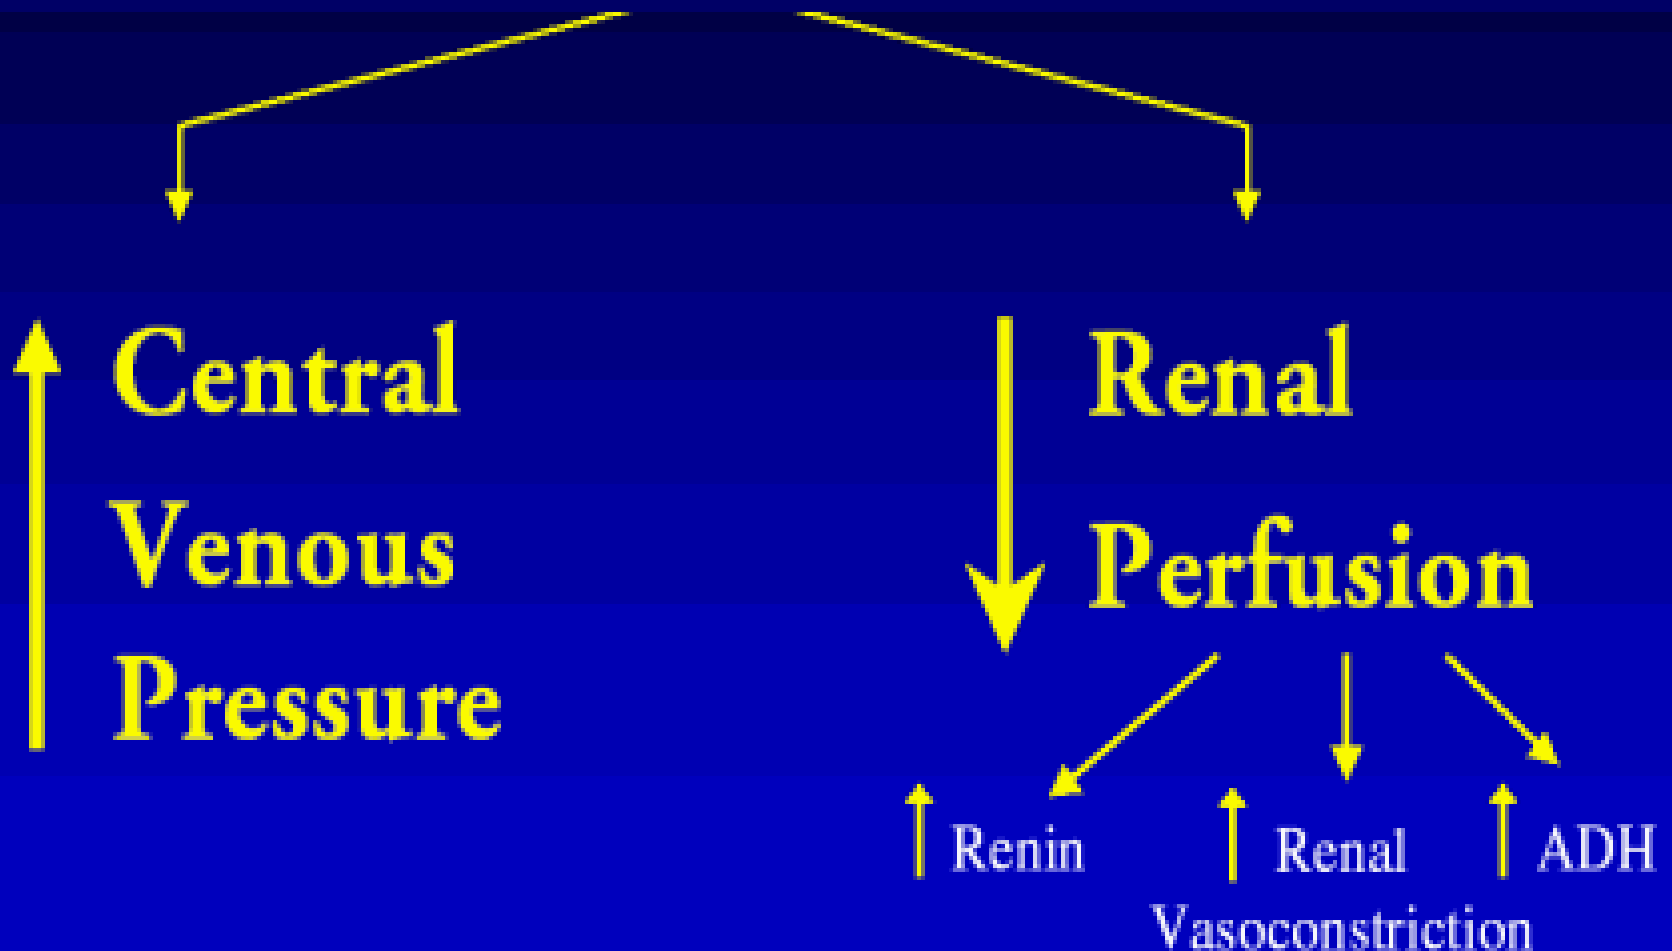 Central
Venous
Pressure
Renal
Perfusion
Renin
Renal
Vasoconstriction
ADH